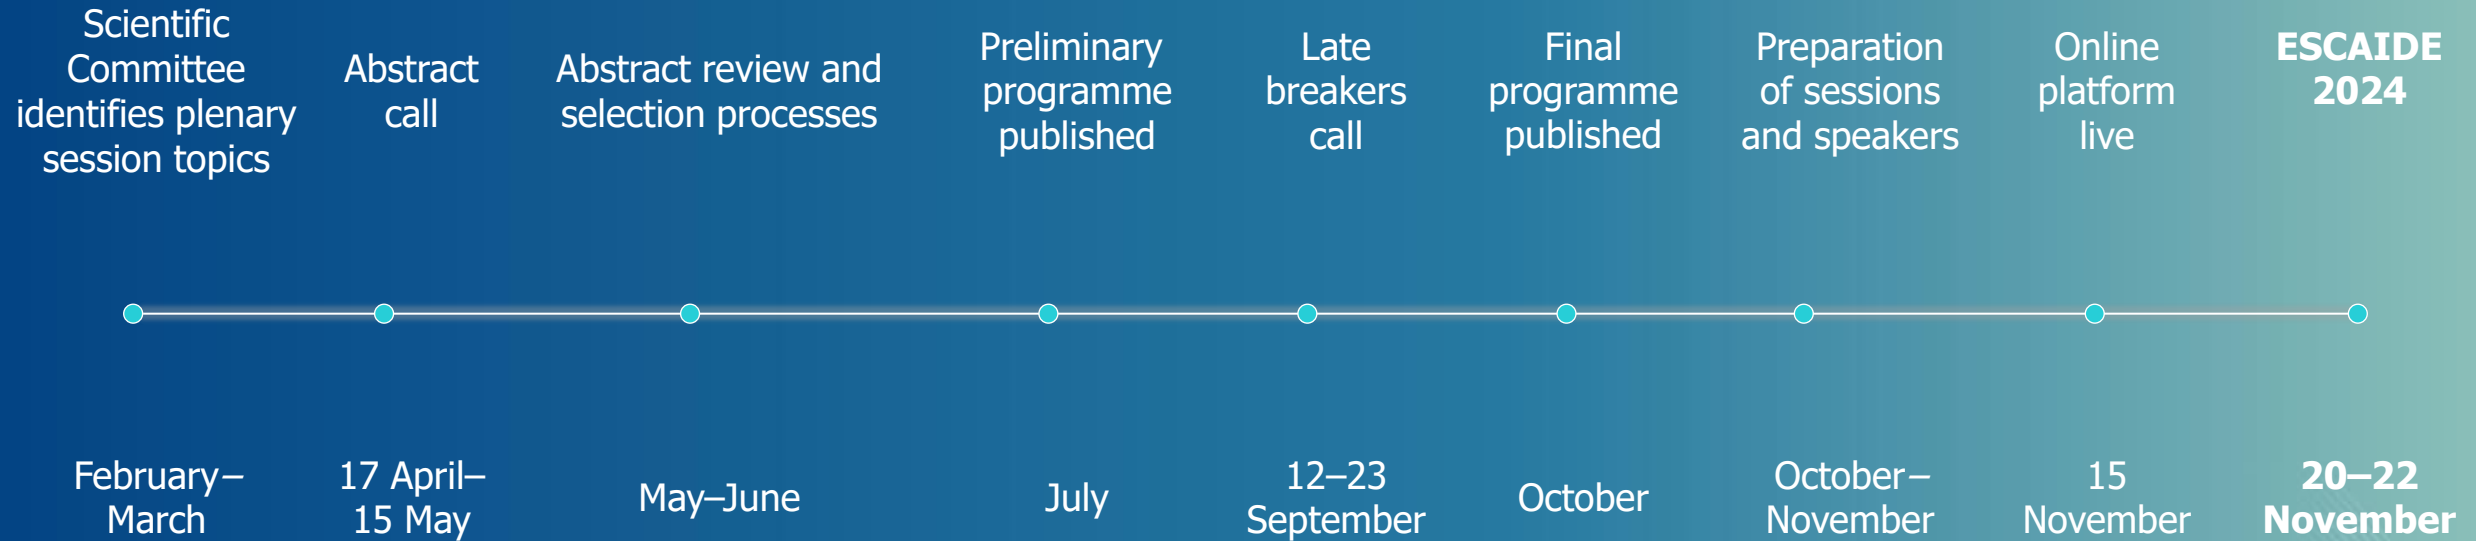 Scientific
Committee
identifies plenary
session topics
Abstract
call
Abstract review and
selection processes
Preliminary
programme
published
Late
breakers
call
Final
programme
published
Preparation
of sessions
and speakers
Online
platform
live
ESCAIDE
2024
February–
March
17 April–
15 May
May–June
July
12–23
September
October
October–
November
15
November
20–22
November